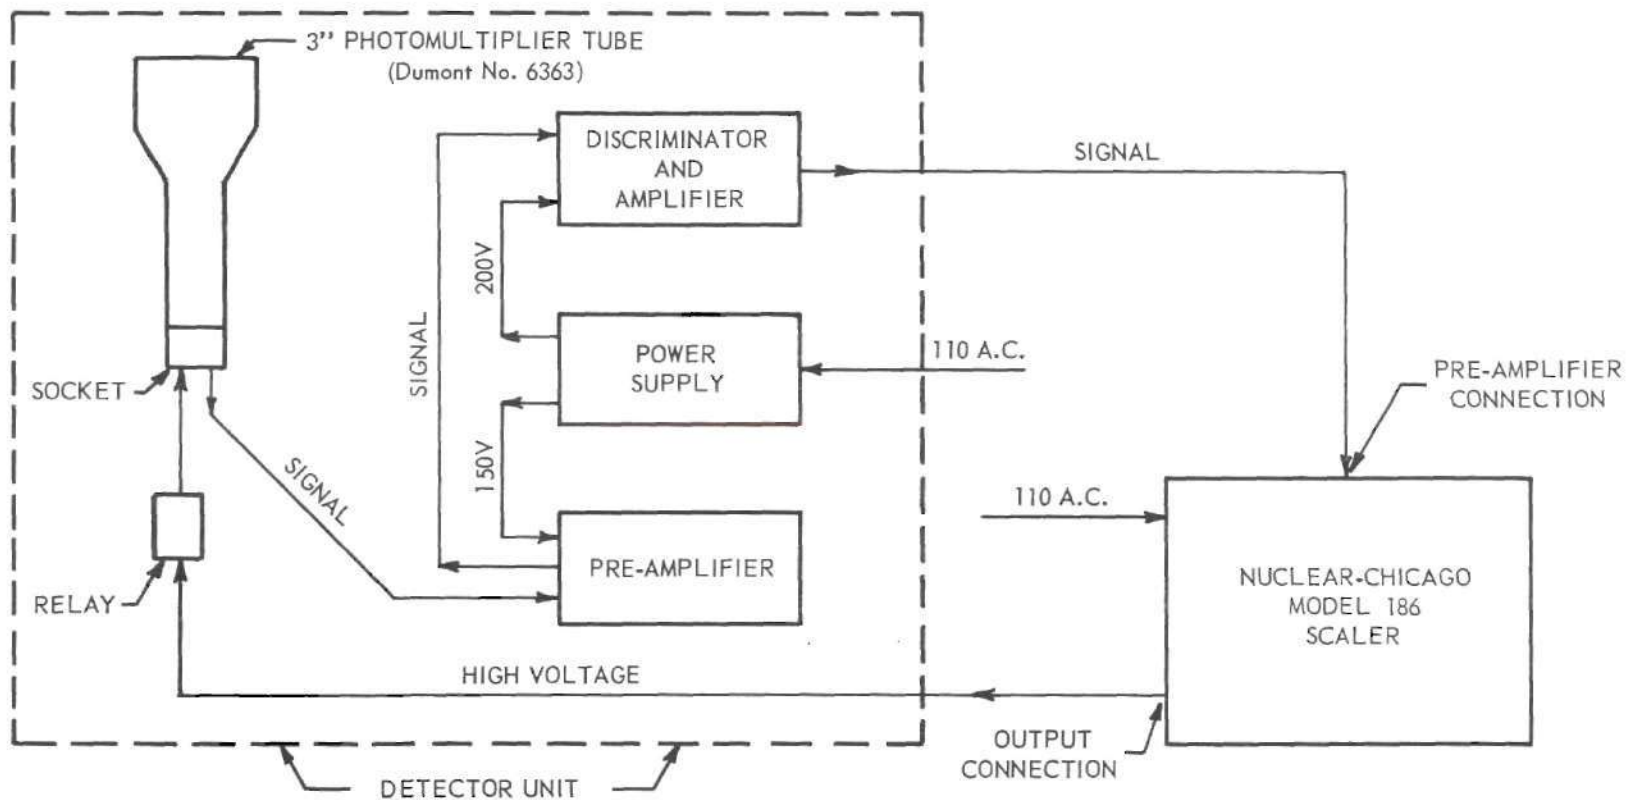 3" PHOTOMULTIPLIER TUBE
(Dumont No. 6363)
DISCRIMINATOR
AND
AMPLIFIER
SIGNAL
200V
SIGNAL
POWER
SUPPLY
110 A.C.
PRE-AMPLIFIER
CONNECTION
SOCKET
150V
SIGNAL
110 A.C.
PRE-AMPLIFIER
NUCLEAR-CHICAGO
MODEL 186
SCALER
RELAY
HIGH VOLTAGE
OUTPUT
CONNECTION
DETECTOR UNIT